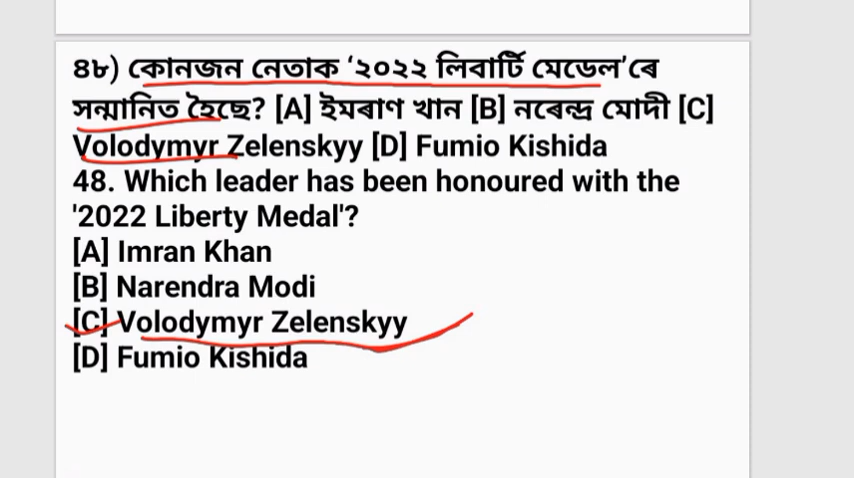 ৪৮) কোনজন নেতাক ‘২০২২ লিবাৰ্টি মেডেল’ৰে
সন্মানিত হৈছে? [A] ইমৰাণ খান [B] নৰেন্দ্ৰ মোদী [C]
Volodymyr Zelenskyy [D] Fumio Kishida
48. Which leader has been honoured with the
'2022 Liberty Medal'?
[A] Imran Khan
[B] Narendra Modi
[C] Volodymyr Zelenskyy
[D] Fumio Kishida